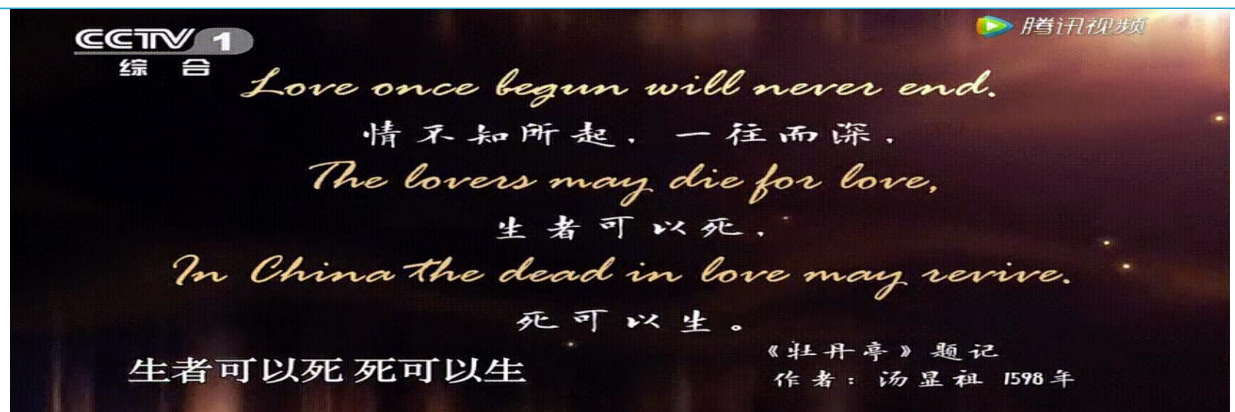 CCTV 1
综合
腾讯视频
Love once begun will never end.
情不知所起，一往而深，
The lovers may die for love,
生者可以死，
In China the dead in love may revive.
死可以生。
《牡丹亭》题记
作者：汤显祖 1598年
生者可以死 死可以生